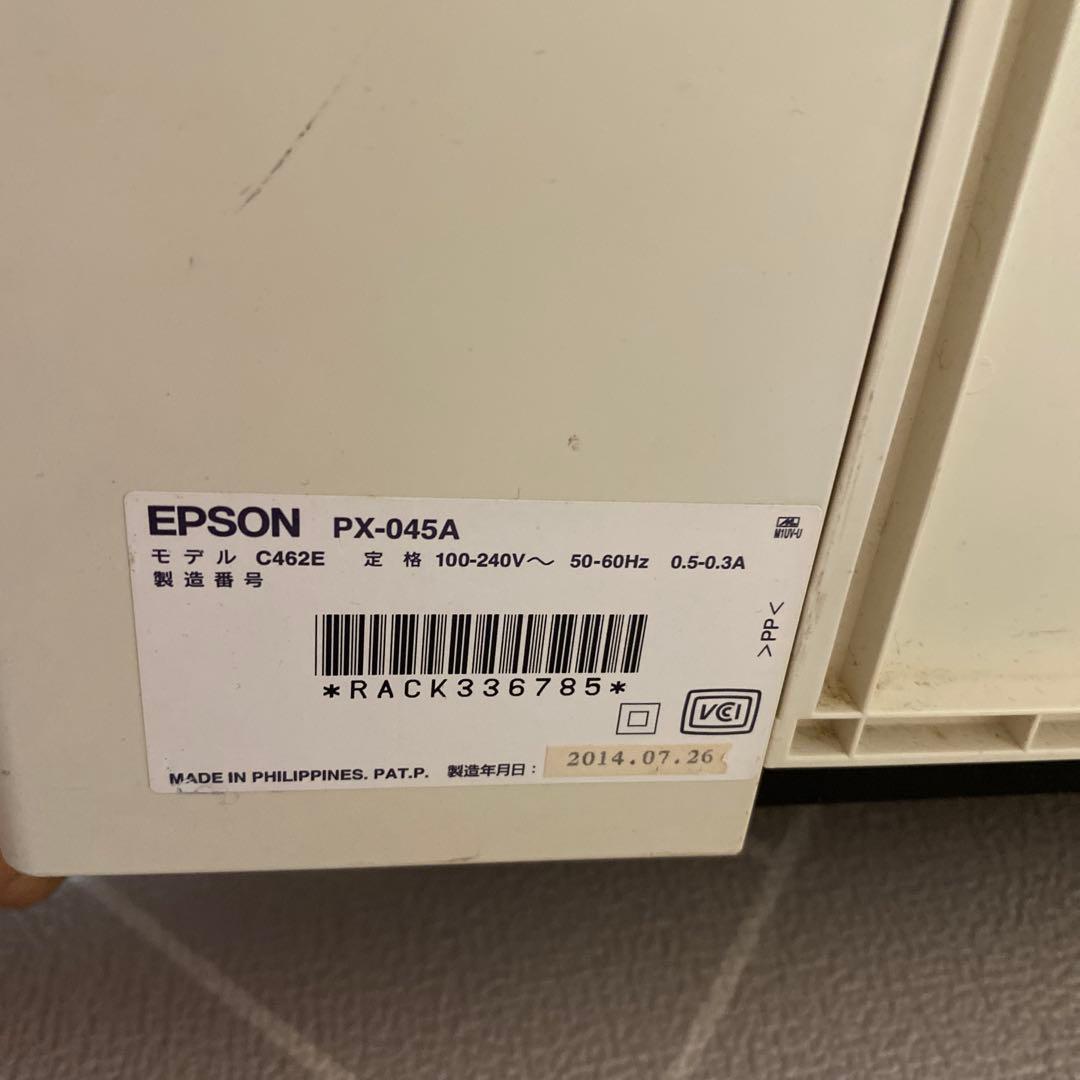 EPSON PX-045A
モデル C462E 定格 100-240V～ 50-60Hz 0.5-0.3A
製造番号
*RACK336785*
MADE IN PHILIPPINES. PAT.P. 製造年月日： 2014.07.26
M1UV-U
>PP<
VCCI